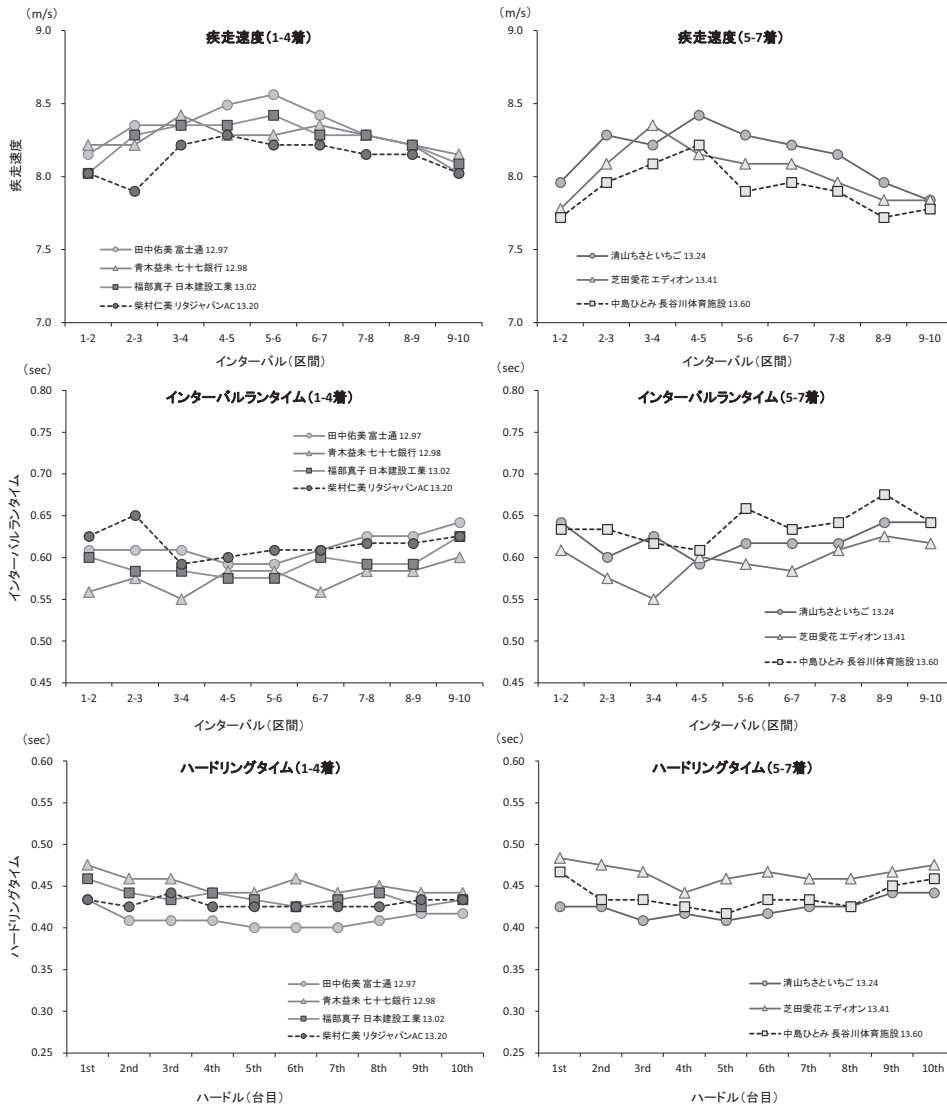 (m/s)
疾走速度(1-4着)
9.0
8.5
8.0
7.5
7.0
疾走速度
田中佑美 富士通 12.97
青木益未 七十七銀行 12.98
福部真子 日本建設工業 13.02
柴村仁美 リタジャパンAC 13.20
1-2 2-3 3-4 4-5 5-6 6-7 7-8 8-9 9-10
インターバル(区間)
(m/s)
疾走速度(5-7着)
9.0
8.5
8.0
7.5
7.0
清山ちさと いちご 13.24
芝田愛花 エディオン 13.41
中島ひとみ 長谷川体育施設 13.60
1-2 2-3 3-4 4-5 5-6 6-7 7-8 8-9 9-10
インターバル(区間)
(sec)
インターバルランタイム(1-4着)
0.80
0.75
0.70
0.65
0.60
0.55
0.50
0.45
インターバルランタイム
田中佑美 富士通 12.97
青木益未 七十七銀行 12.98
福部真子 日本建設工業 13.02
柴村仁美 リタジャパンAC 13.20
1-2 2-3 3-4 4-5 5-6 6-7 7-8 8-9 9-10
インターバル(区間)
(sec)
インターバルランタイム(5-7着)
0.80
0.75
0.70
0.65
0.60
0.55
0.50
0.45
清山ちさと いちご 13.24
芝田愛花 エディオン 13.41
中島ひとみ 長谷川体育施設 13.60
1-2 2-3 3-4 4-5 5-6 6-7 7-8 8-9 9-10
インターバル(区間)
(sec)
ハードリングタイム(1-4着)
0.60
0.55
0.50
0.45
0.40
0.35
0.30
0.25
ハードリングタイム
田中佑美 富士通 12.97
青木益未 七十七銀行 12.98
福部真子 日本建設工業 13.02
柴村仁美 リタジャパンAC 13.20
1st 2nd 3rd 4th 5th 6th 7th 8th 9th 10th
ハードル(台目)
(sec)
ハードリングタイム(5-7着)
0.60
0.55
0.50
0.45
0.40
0.35
0.30
0.25
清山ちさと いちご 13.24
芝田愛花 エディオン 13.41
中島ひとみ 長谷川体育施設 13.60
1st 2nd 3rd 4th 5th 6th 7th 8th 9th 10th
ハードル(台目)